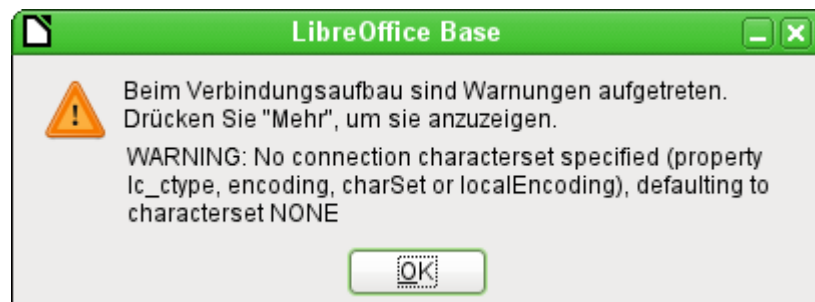 LibreOffice Base
Beim Verbindungsaufbau sind Warnungen aufgetreten.
Drücken Sie "Mehr", um sie anzuzeigen.
WARNING: No connection characterset specified (property
lc_ctype, encoding, charSet or localEncoding), defaulting to
characterset NONE
OK